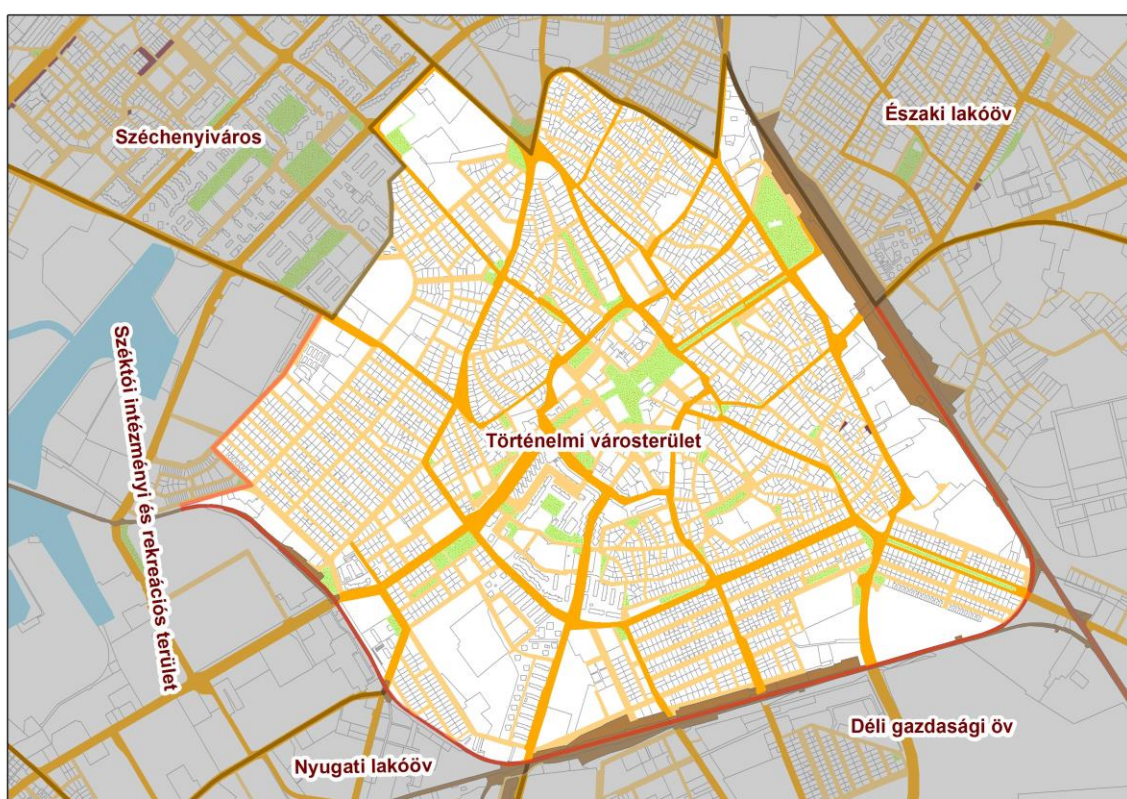 Északi lakóöv
Széchenyiváros
Széktói intézményi és rekreációs terület
Történelmi városterület
Déli gazdasági öv
Nyugati lakóöv